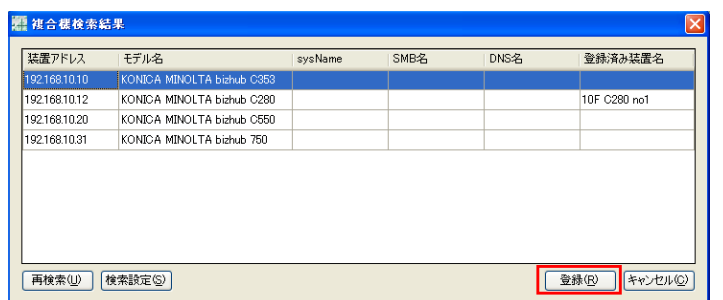 複合機検索結果
装置アドレス モデル名 sysName SMB名 DNS名 登録済み装置名
192.168.10.10 KONICA MINOLTA bizhub C353
192.168.10.12 KONICA MINOLTA bizhub C280 10F C280 no1
192.168.10.20 KONICA MINOLTA bizhub C550
192.168.10.31 KONICA MINOLTA bizhub 750
再検索(U) 検索設定(S) 登録(R) キャンセル(C)